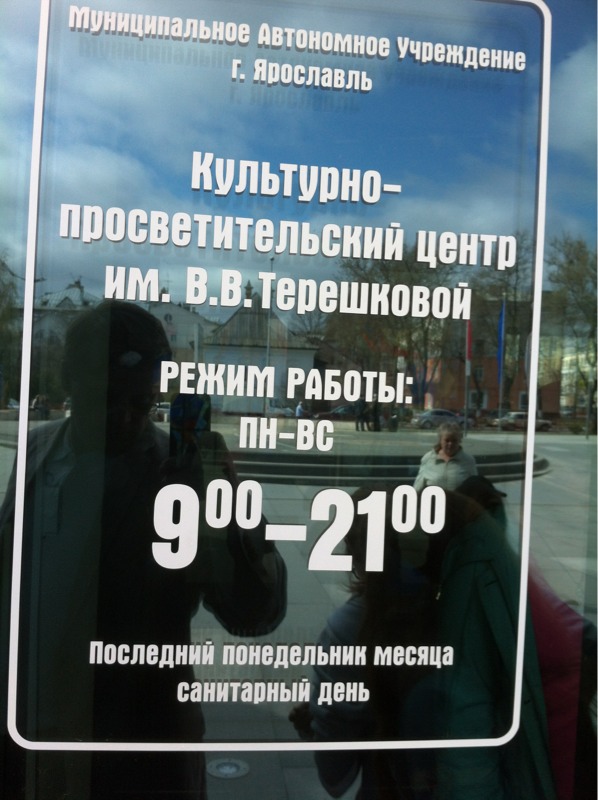 Муниципальное Автономное Учреждение
г. Ярославль
Культурно-
просветительский центр
им. В.В.Терешковой
РЕЖИМ РАБОТЫ:
ПН-ВС
9⁰⁰-21⁰⁰
Последний понедельник месяца
санитарный день